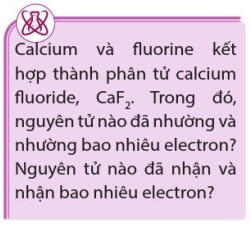 Calcium và fluorine kết
hợp thành phân tử calcium
fluoride, CaF₂. Trong đó,
nguyên tử nào đã nhường và
nhường bao nhiêu electron?
Nguyên tử nào đã nhận và
nhận bao nhiêu electron?